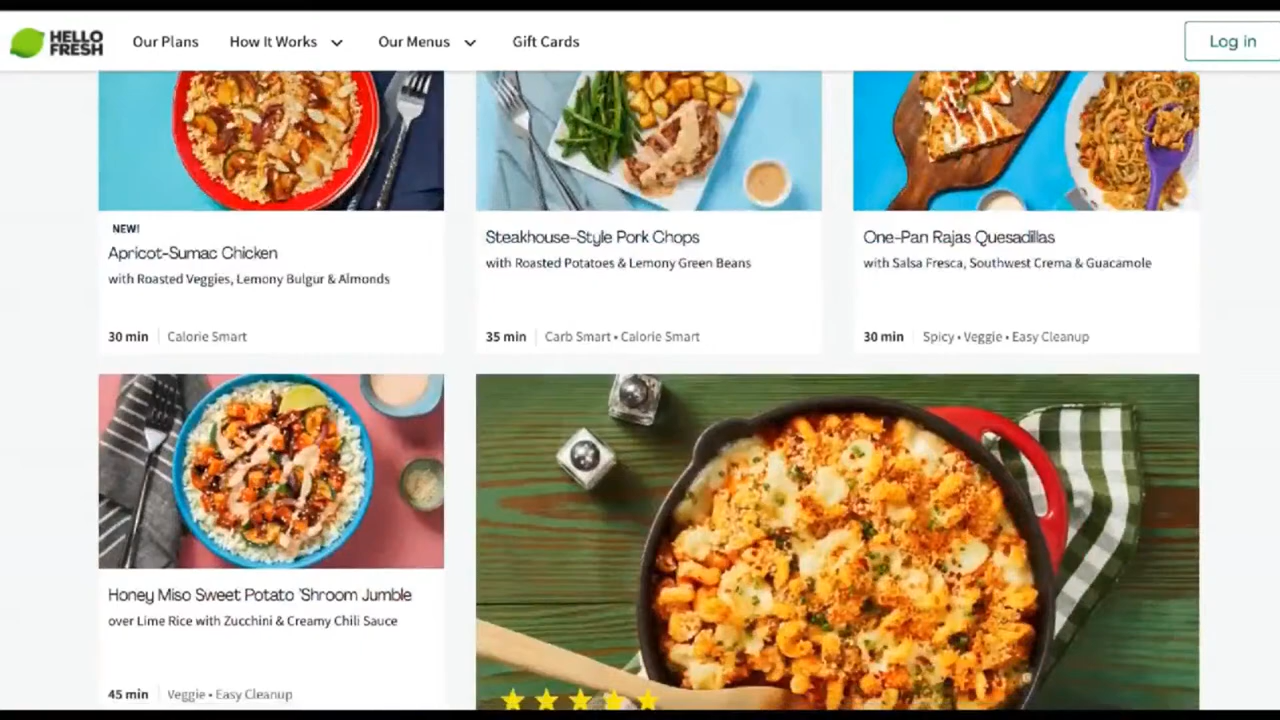 HELLO
FRESH
Our Plans
How It Works
Our Menus
Gift Cards
Log in
NEW!
Apricot-Sumac Chicken
with Roasted Veggies, Lemony Bulgur & Almonds
30 min
Calorie Smart
Steakhouse-Style Pork Chops
with Roasted Potatoes & Lemony Green Beans
35 min
Carb Smart • Calorie Smart
One-Pan Rajas Quesadillas
with Salsa Fresca, Southwest Crema & Guacamole
30 min
Spicy • Veggie • Easy Cleanup
Honey Miso Sweet Potato 'Shroom Jumble
over Lime Rice with Zucchini & Creamy Chili Sauce
45 min
Veggie • Easy Cleanup